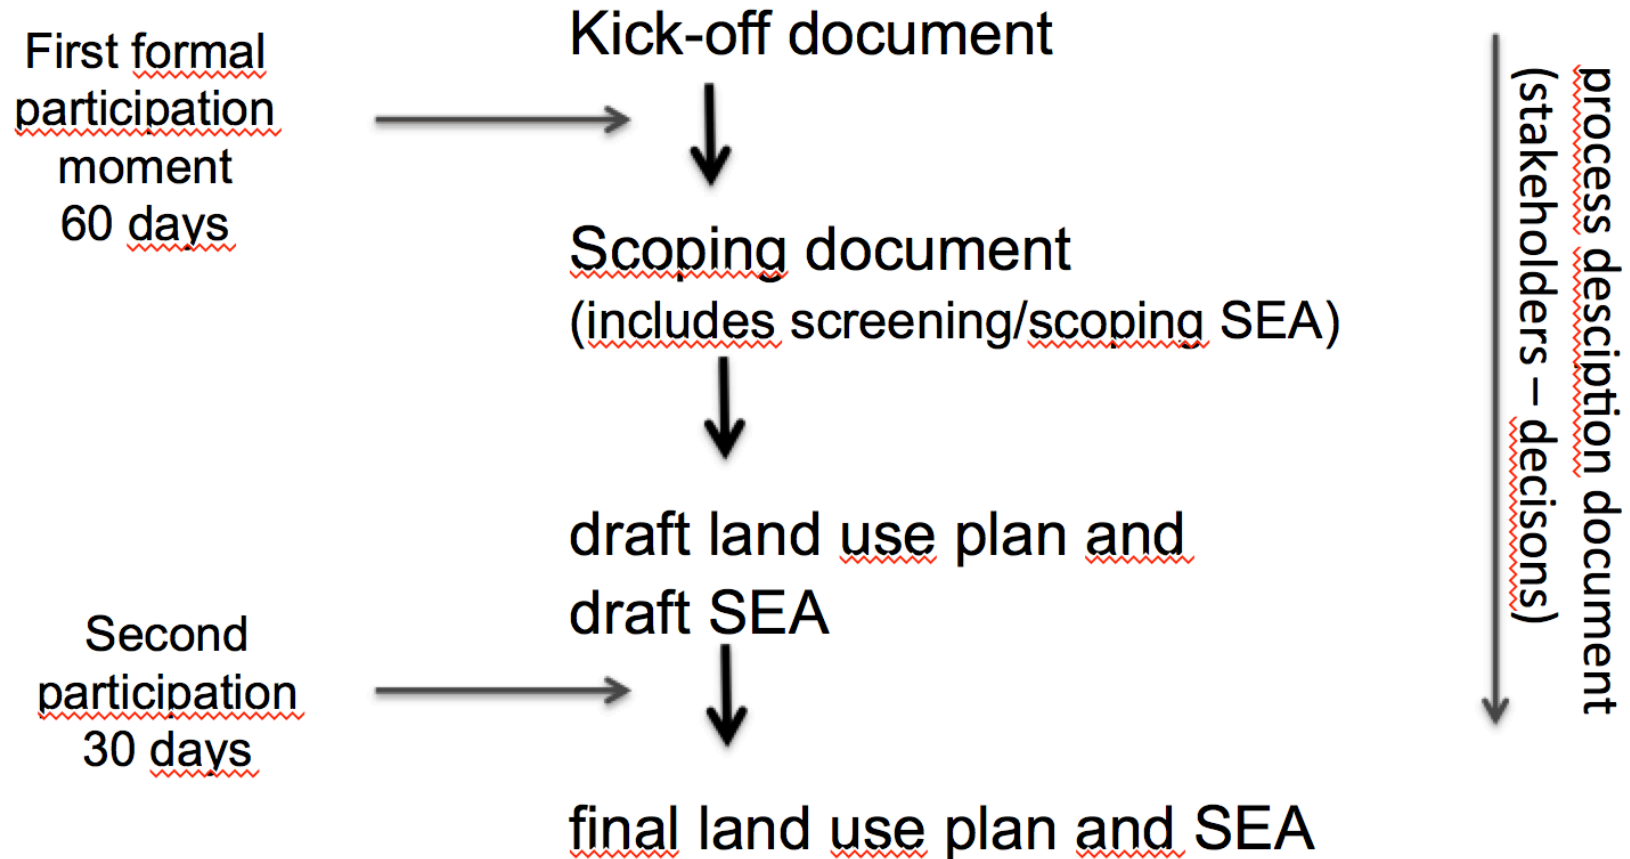 First formal
participation
moment
60 days
Kick-off document
Scoping document
(includes screening/scoping SEA)
draft land use plan and
draft SEA
Second
participation
30 days
final land use plan and SEA
process desciption document
(stakeholders – decisons)